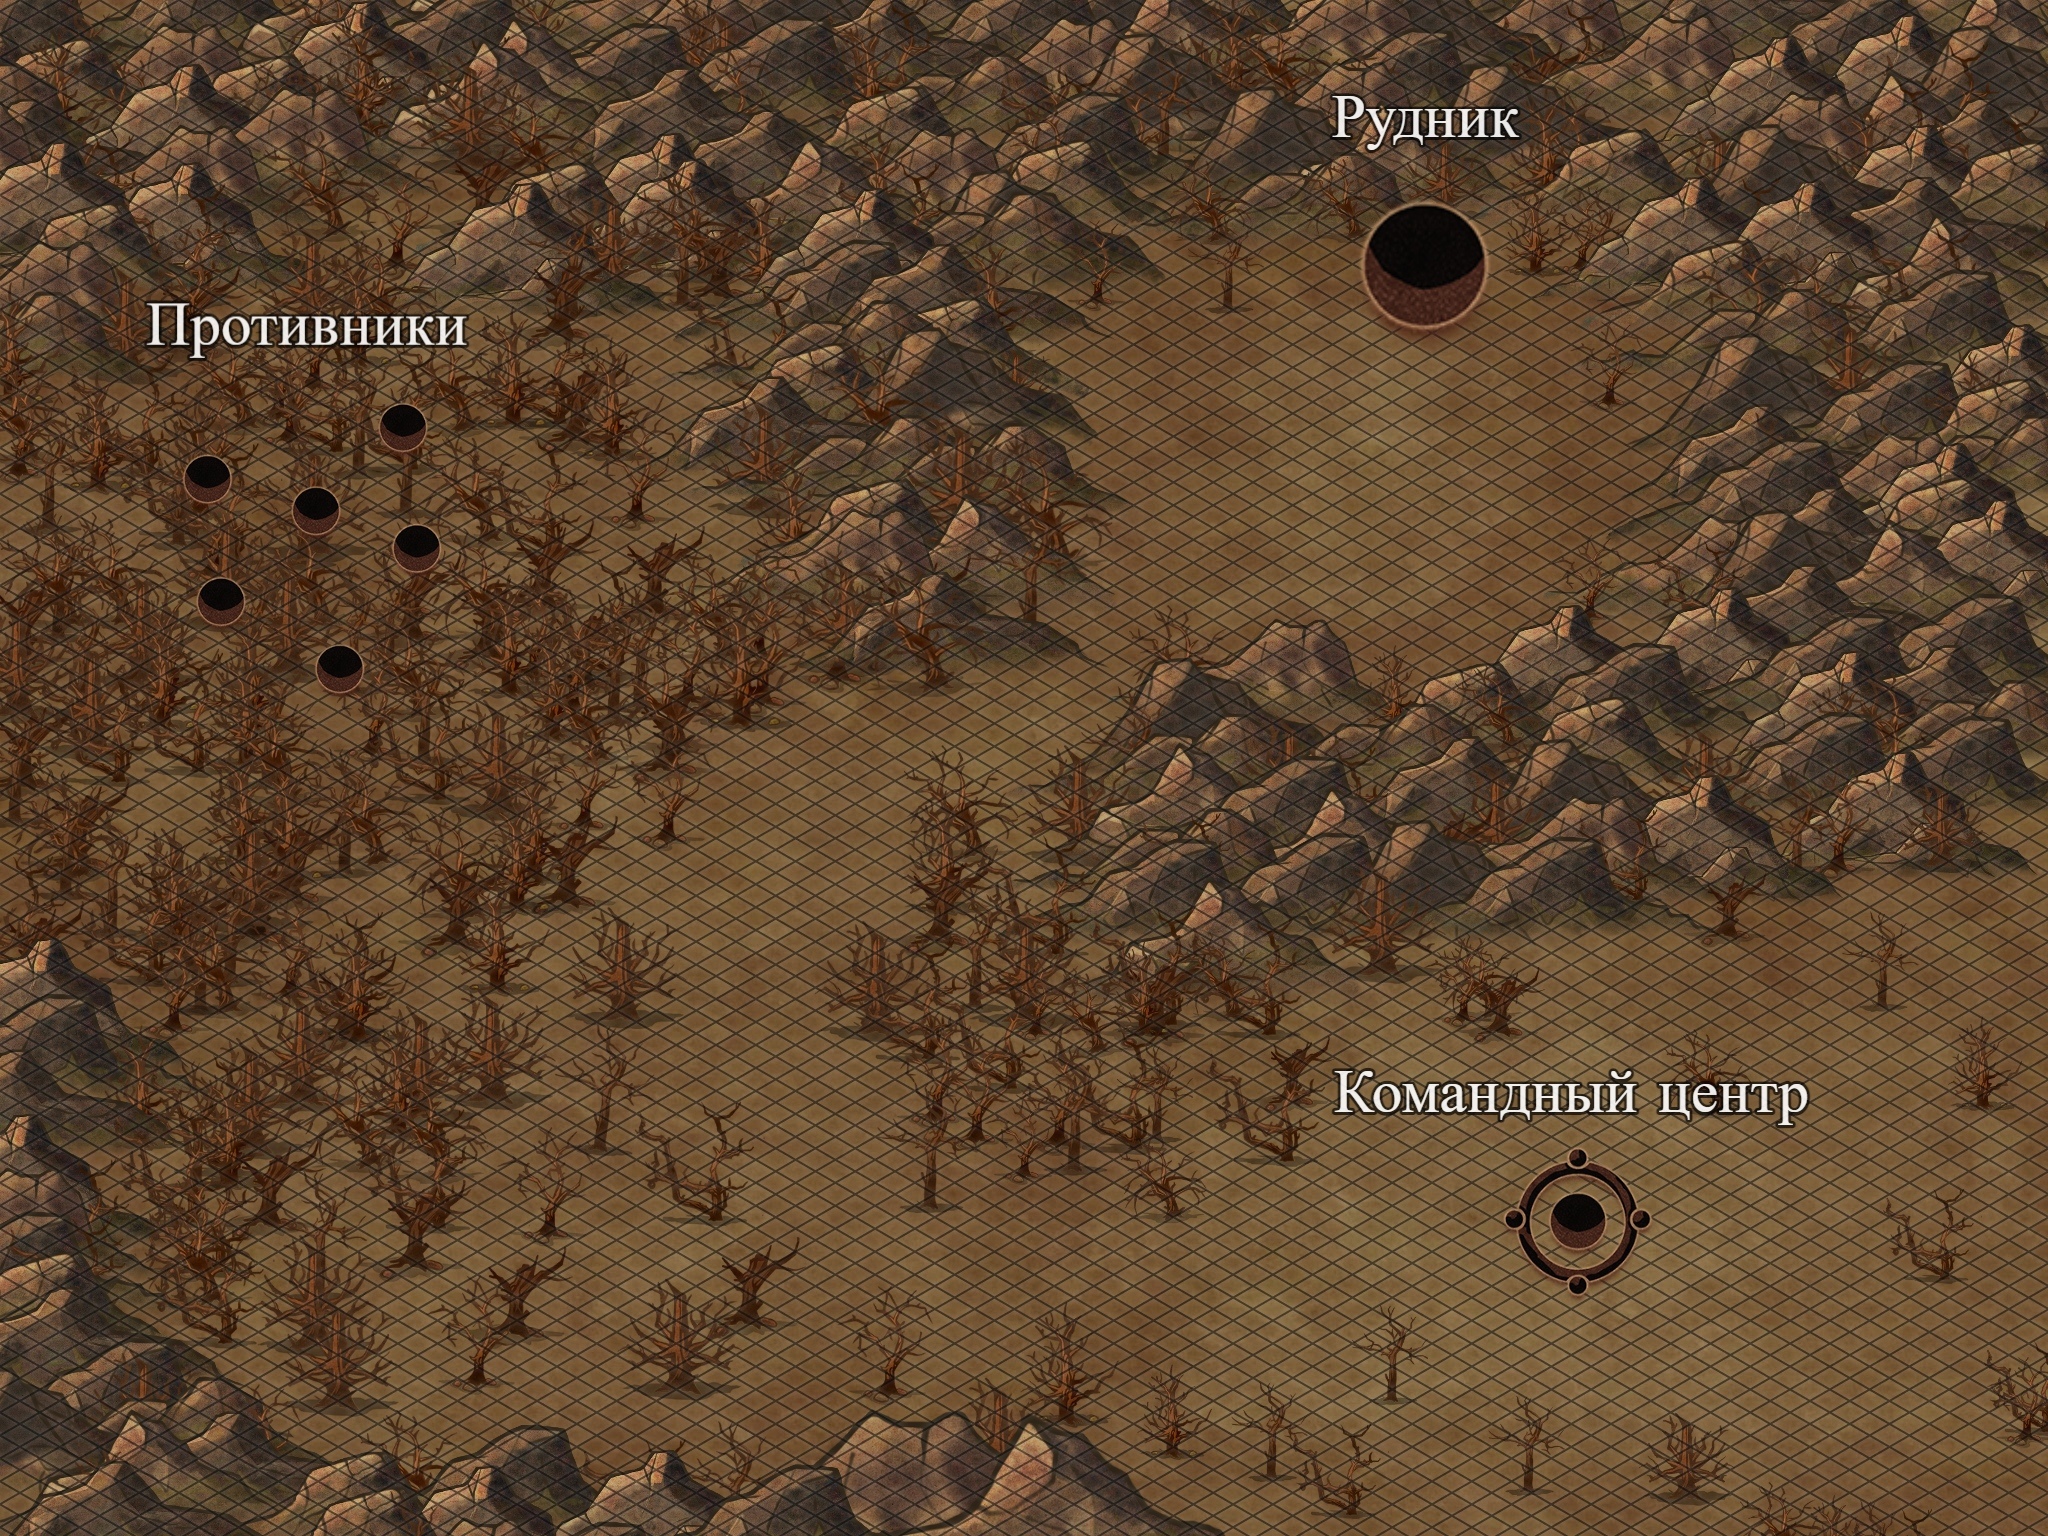 Рудник
Противники
Командный центр